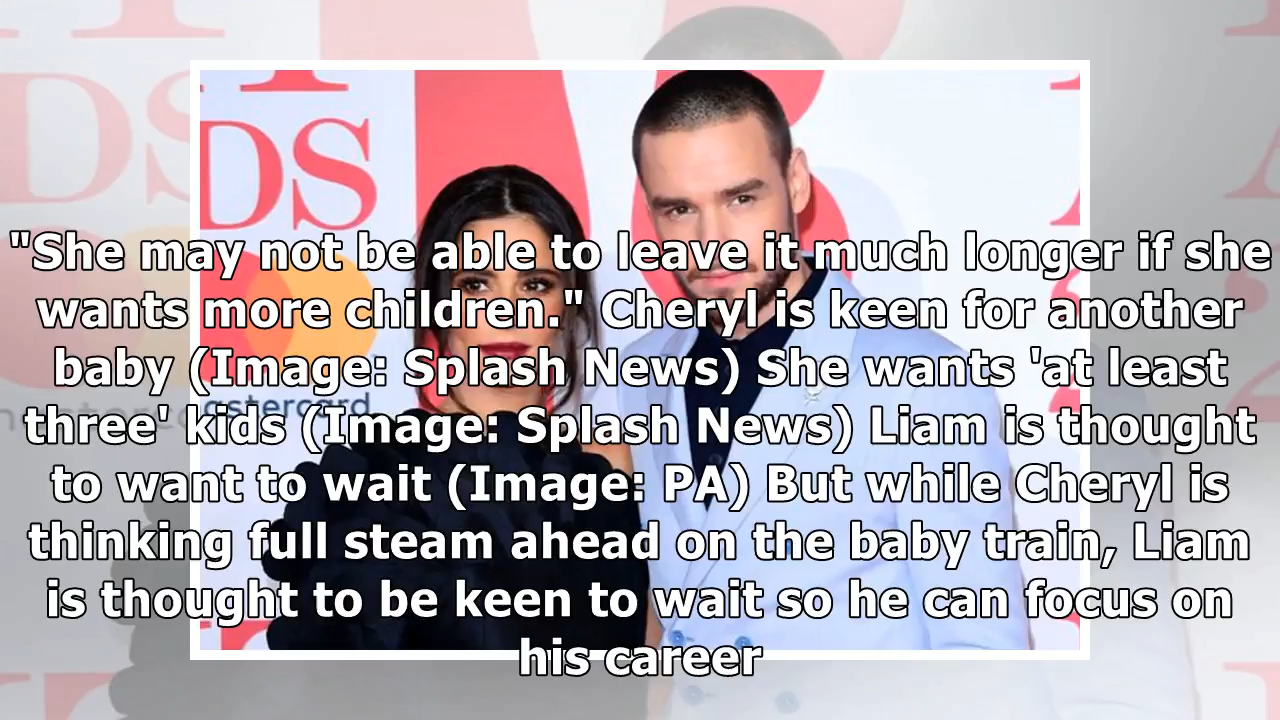 DS
mastercard
"She may not be able to leave it much longer if she
wants more children." Cheryl is keen for another
baby (Image: Splash News) She wants 'at least
three' kids (Image: Splash News) Liam is thought
to want to wait (Image: PA) But while Cheryl is
thinking full steam ahead on the baby train, Liam
is thought to be keen to wait so he can focus on
his career